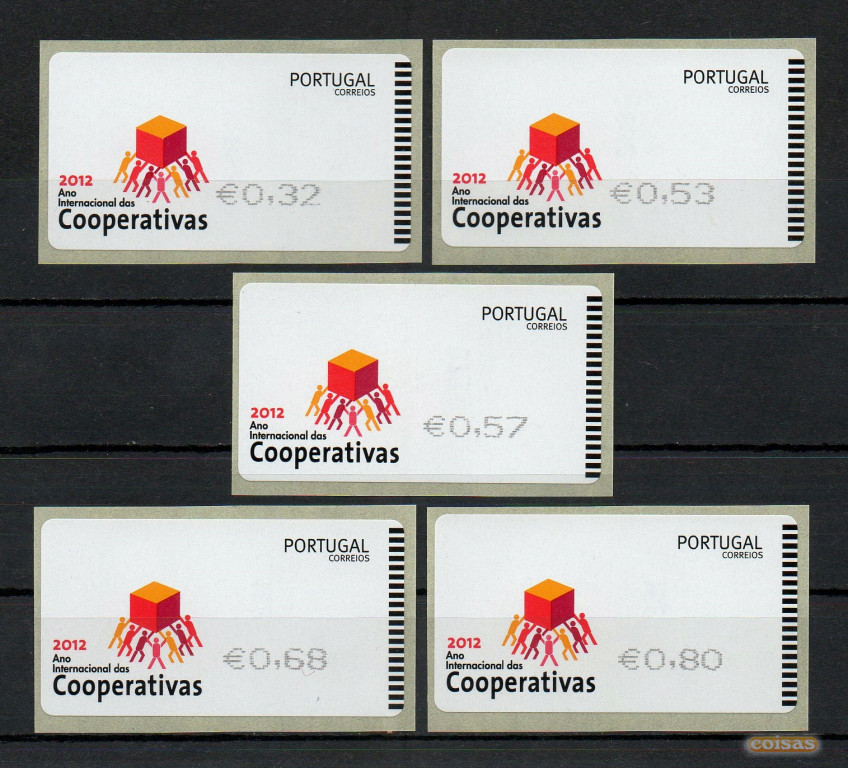 PORTUGAL
CORREIOS
2012
Ano
Internacional das
Cooperativas
€0,32
PORTUGAL
CORREIOS
2012
Ano
Internacional das
Cooperativas
€0,53
PORTUGAL
CORREIOS
2012
Ano
Internacional das
Cooperativas
€0,57
PORTUGAL
CORREIOS
2012
Ano
Internacional das
Cooperativas
€0,68
PORTUGAL
CORREIOS
2012
Ano
Internacional das
Cooperativas
€0,80
coisas